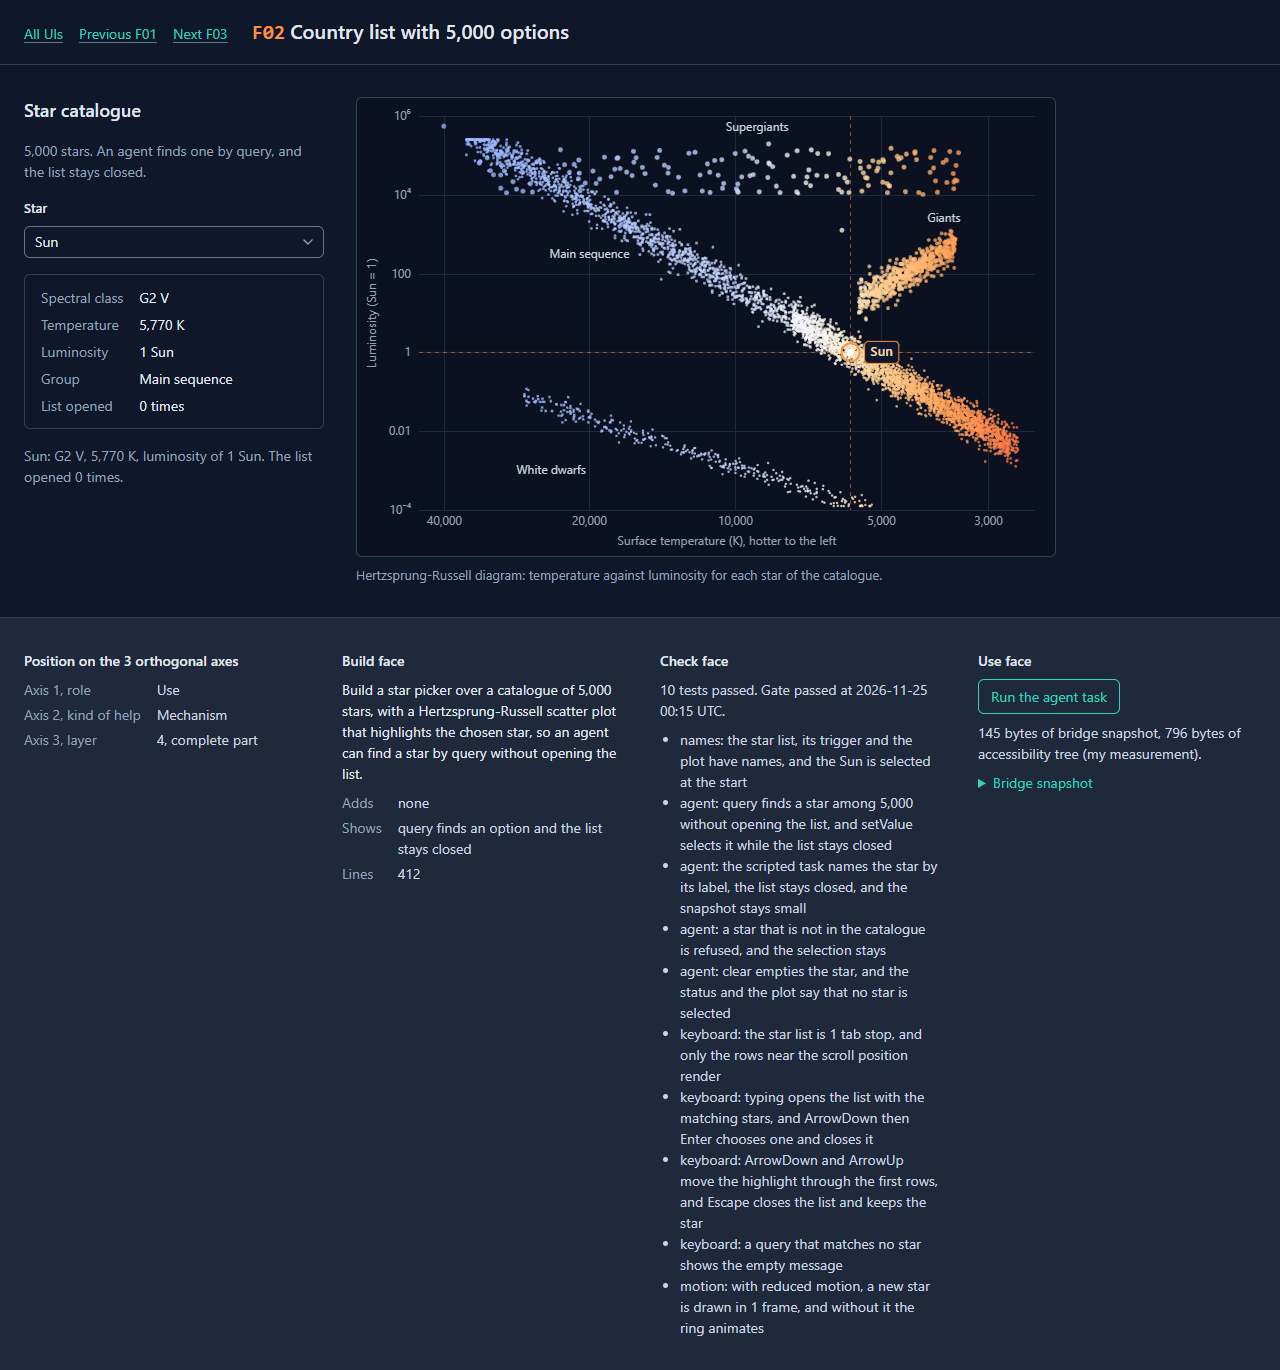 All UIs Previous F01 Next F03 F02 Country list with 5,000 options
Star catalogue
5,000 stars. An agent finds one by query, and
the list stays closed.
Star
Sun
Spectral class G2 V
Temperature 5,770 K
Luminosity 1 Sun
Group Main sequence
List opened 0 times
Sun: G2 V, 5,770 K, luminosity of 1 Sun. The list
opened 0 times.
10⁶
10⁴
100
1
0.01
10⁻⁴
Luminosity (Sun = 1)
Supergiants
Giants
Main sequence
Sun
White dwarfs
40,000 20,000 10,000 5,000 3,000
Surface temperature (K), hotter to the left
Hertzsprung-Russell diagram: temperature against luminosity for each star of the catalogue.
Position on the 3 orthogonal axes
Axis 1, role Use
Axis 2, kind of help Mechanism
Axis 3, layer 4, complete part
Build face
Build a star picker over a catalogue of 5,000
stars, with a Hertzsprung-Russell scatter plot
that highlights the chosen star, so an agent
can find a star by query without opening the
list.
Adds none
Shows query finds an option and the list
stays closed
Lines 412
Check face
10 tests passed. Gate passed at 2026-11-25
00:15 UTC.
• names: the star list, its trigger and the
plot have names, and the Sun is selected
at the start
• agent: query finds a star among 5,000
without opening the list, and setValue
selects it while the list stays closed
• agent: the scripted task names the star by
its label, the list stays closed, and the
snapshot stays small
• agent: a star that is not in the catalogue
is refused, and the selection stays
• agent: clear empties the star, and the
status and the plot say that no star is
selected
• keyboard: the star list is 1 tab stop, and
only the rows near the scroll position
render
• keyboard: typing opens the list with the
matching stars, and ArrowDown then
Enter chooses one and closes it
• keyboard: ArrowDown and ArrowUp
move the highlight through the first rows,
and Escape closes the list and keeps the
star
• keyboard: a query that matches no star
shows the empty message
• motion: with reduced motion, a new star
is drawn in 1 frame, and without it the
ring animates
Use face
Run the agent task
145 bytes of bridge snapshot, 796 bytes of
accessibility tree (my measurement).
▶ Bridge snapshot